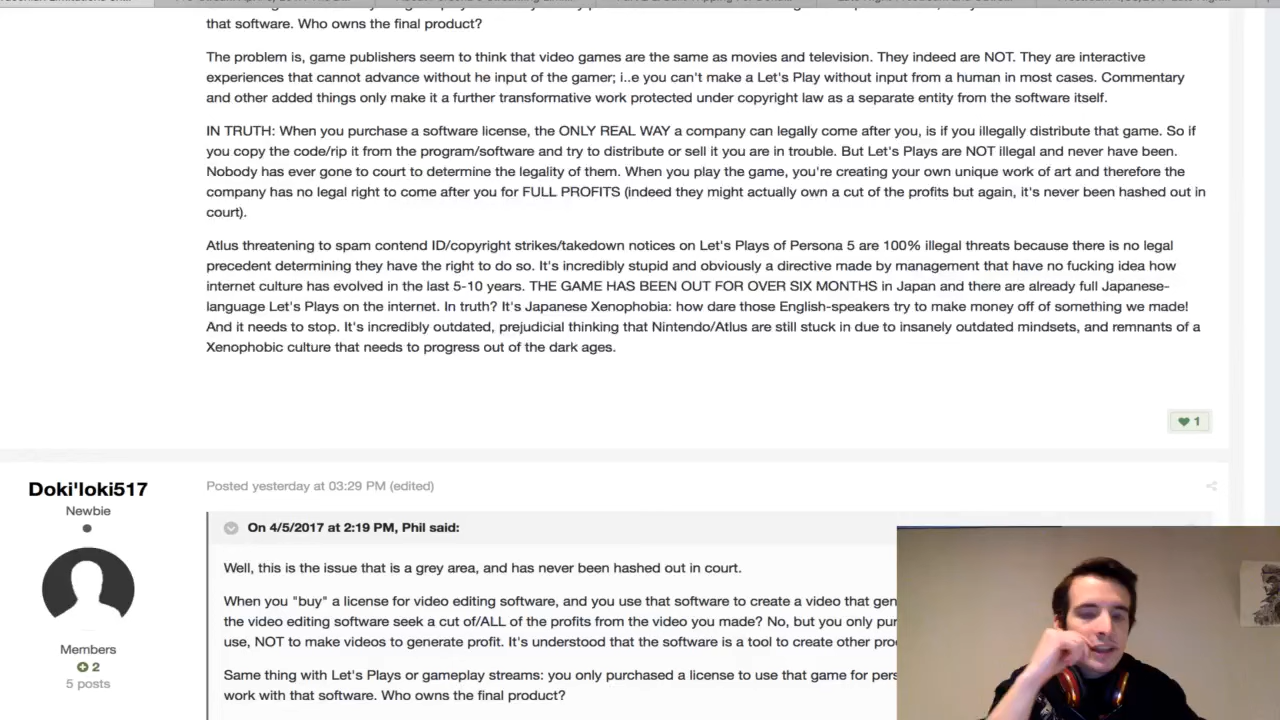 that software. Who owns the final product?
The problem is, game publishers seem to think that video games are the same as movies and television. They indeed are NOT. They are interactive
experiences that cannot advance without he input of the gamer; i..e you can't make a Let's Play without input from a human in most cases. Commentary
and other added things only make it a further transformative work protected under copyright law as a separate entity from the software itself.
IN TRUTH: When you purchase a software license, the ONLY REAL WAY a company can legally come after you, is if you illegally distribute that game. So if
you copy the code/rip it from the program/software and try to distribute or sell it you are in trouble. But Let's Plays are NOT illegal and never have been.
Nobody has ever gone to court to determine the legality of them. When you play the game, you're creating your own unique work of art and therefore the
company has no legal right to come after you for FULL PROFITS (indeed they might actually own a cut of the profits but again, it's never been hashed out in
court).
Atlus threatening to spam contend ID/copyright strikes/takedown notices on Let's Plays of Persona 5 are 100% illegal threats because there is no legal
precedent determining they have the right to do so. It's incredibly stupid and obviously a directive made by management that have no fucking idea how
internet culture has evolved in the last 5-10 years. THE GAME HAS BEEN OUT FOR OVER SIX MONTHS in Japan and there are already full Japanese-
language Let's Plays on the internet. In truth? It's Japanese Xenophobia: how dare those English-speakers try to make money off of something we made!
And it needs to stop. It's incredibly outdated, prejudicial thinking that Nintendo/Atlus are still stuck in due to insanely outdated mindsets, and remnants of a
Xenophobic culture that needs to progress out of the dark ages.
1
Doki'loki517
Newbie
Members
2
5 posts
Posted yesterday at 03:29 PM (edited)
On 4/5/2017 at 2:19 PM, Phil said:
Well, this is the issue that is a grey area, and has never been hashed out in court.
When you "buy" a license for video editing software, and you use that software to create a video that gen
the video editing software seek a cut of/ALL of the profits from the video you made? No, but you only pur
use, NOT to make videos to generate profit. It's understood that the software is a tool to create other pro
Same thing with Let's Plays or gameplay streams: you only purchased a license to use that game for pers
work with that software. Who owns the final product?